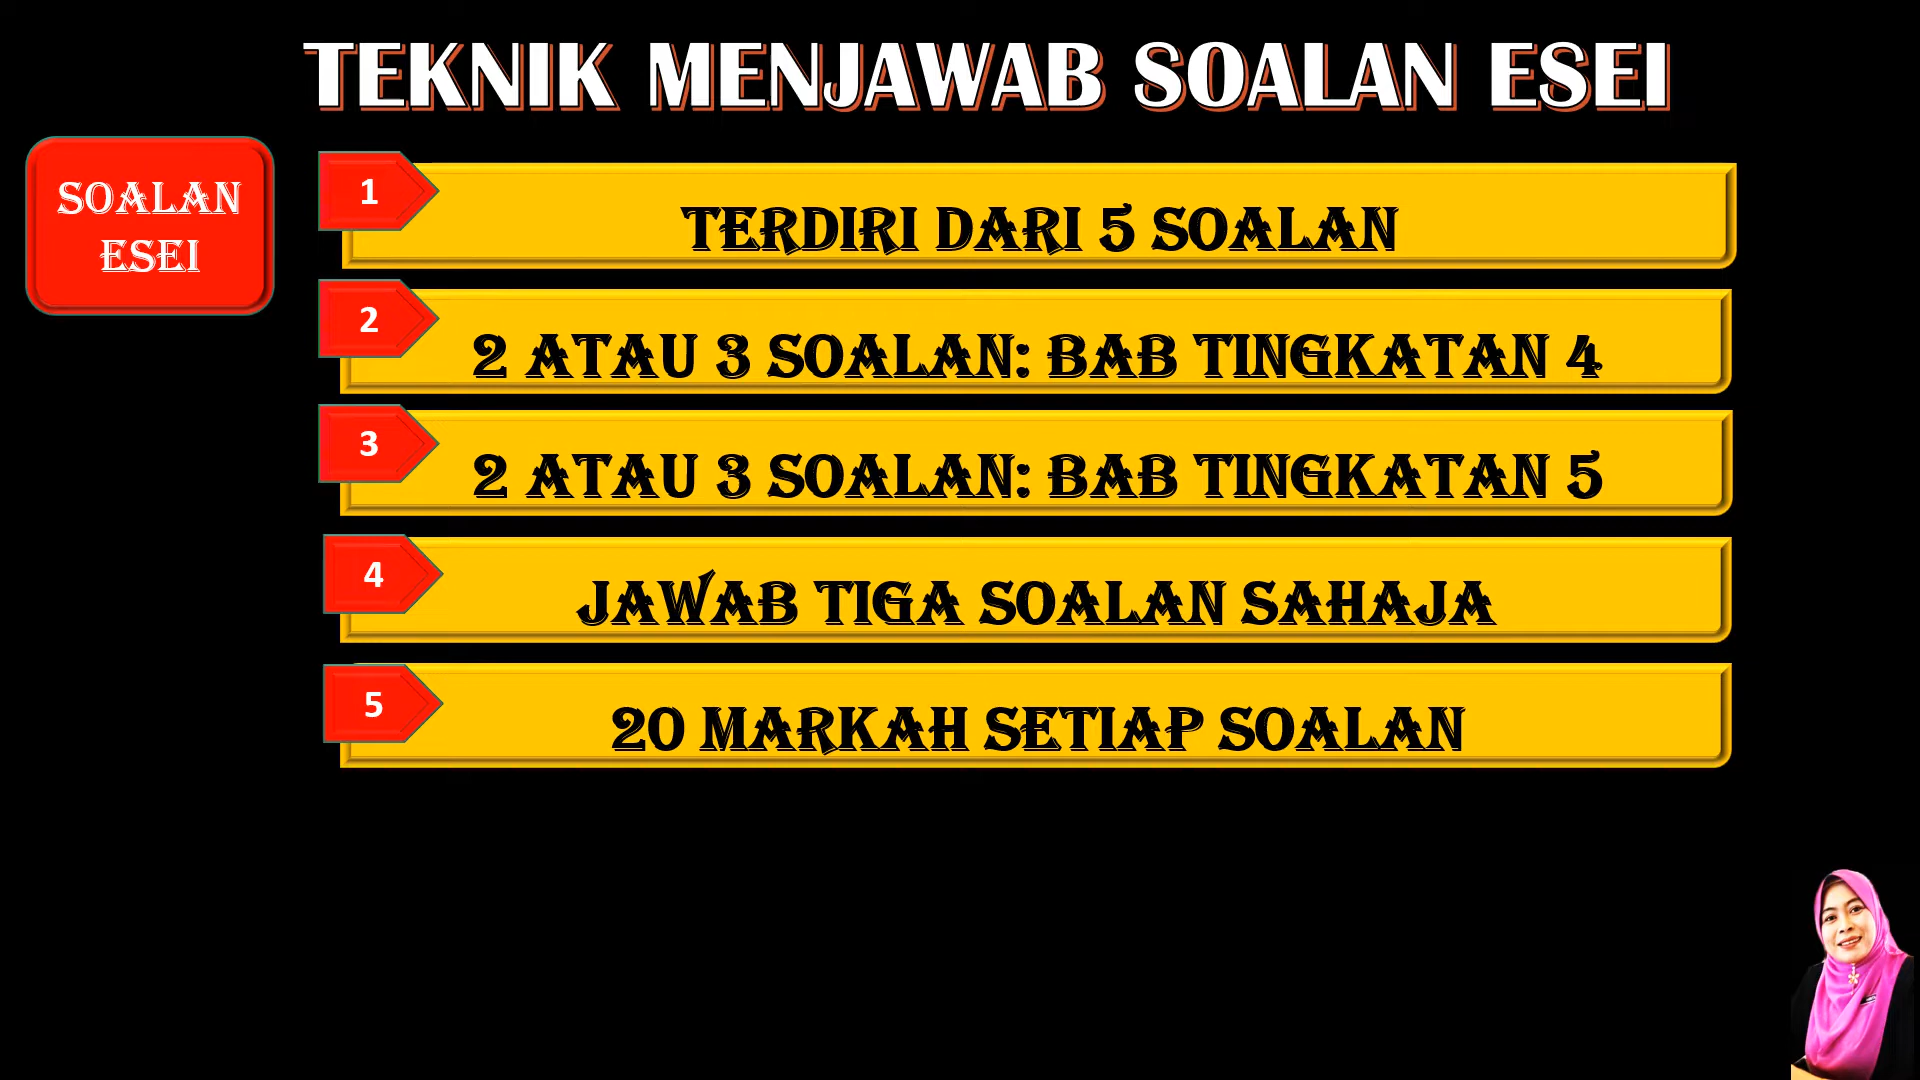 TEKNIK MENJAWAB SOALAN ESEI
SOALAN
ESEI
1
TERDIRI DARI 5 SOALAN
2
2 ATAU 3 SOALAN: BAB TINGKATAN 4
3
2 ATAU 3 SOALAN: BAB TINGKATAN 5
4
JAWAB TIGA SOALAN SAHAJA
5
20 MARKAH SETIAP SOALAN